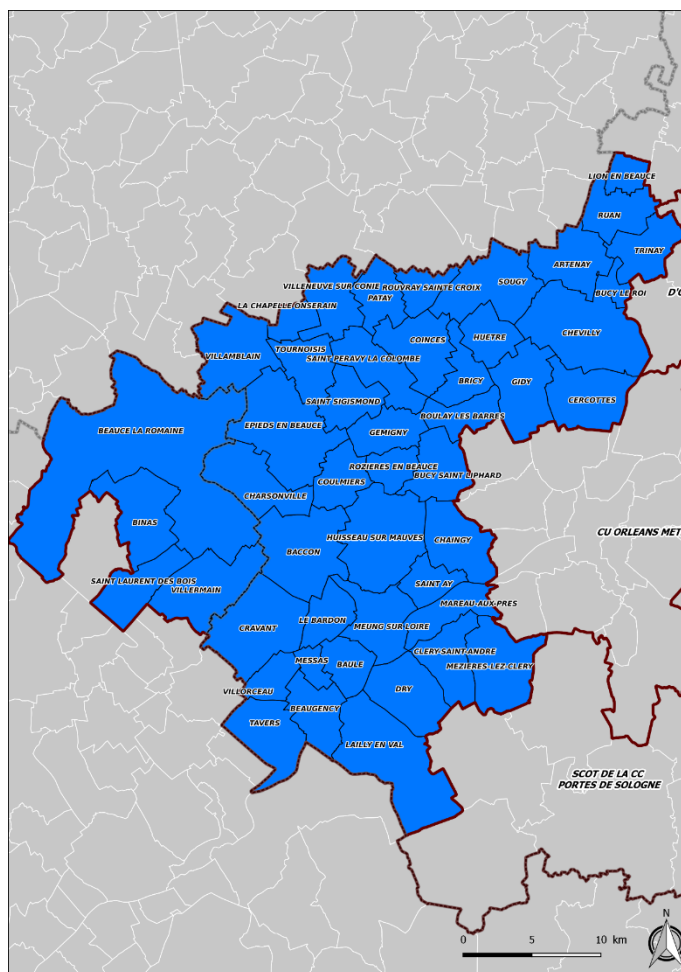 LION EN BEAUCE
RUAN
TRINAY
ARTENAY
SOUGY
VILLENEUVE SUR CONIE
ROUVRAY SAINTE CROIX
PATAY
BUCY LE ROI
D'O
LA CHAPELLE ONSERAIN
CHEVILLY
COINCES
HUETRE
TOURNOISIS
VILLAMBLAIN
SAINT PERAVY LA COLOMBE
BRICY
GIDY
CERCOTTES
SAINT SIGISMOND
BOULAY LES BARRES
EPIEDS EN BEAUCE
BEAUCE LA ROMAINE
GEMIGNY
ROZIERES EN BEAUCE
COULMIERS
BUCY SAINT LIPHARD
CHARSONVILLE
BINAS
CU ORLEANS MET
HUISSEAU SUR MAUVES
CHAINGY
BACCON
SAINT LAURENT DES BOIS
VILLERMAIN
SAINT AY
MAREAU-AUX-PRES
LE BARDON
CRAVANT
MEUNG SUR LOIRE
CLERY-SAINT-ANDRE
MESSAS
BAULE
MEZIERES-LEZ-CLERY
VILLORCEAU
DRY
BEAUGENCY
TAVERS
LAILLY EN VAL
SCOT DE LA CC
PORTES DE SOLOGNE
N
0 5 10 km